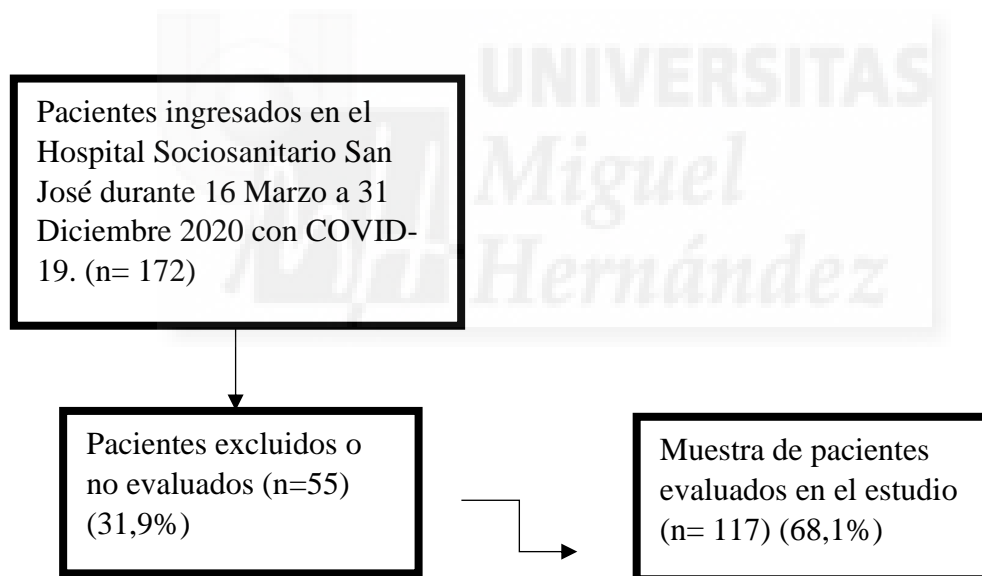 UNIVERSITAS
Miguel
Hernández
Pacientes ingresados en el
Hospital Sociosanitario San
José durante 16 Marzo a 31
Diciembre 2020 con COVID-
19. (n= 172)
Pacientes excluidos o
no evaluados (n=55)
(31,9%)
Muestra de pacientes
evaluados en el estudio
(n= 117) (68,1%)